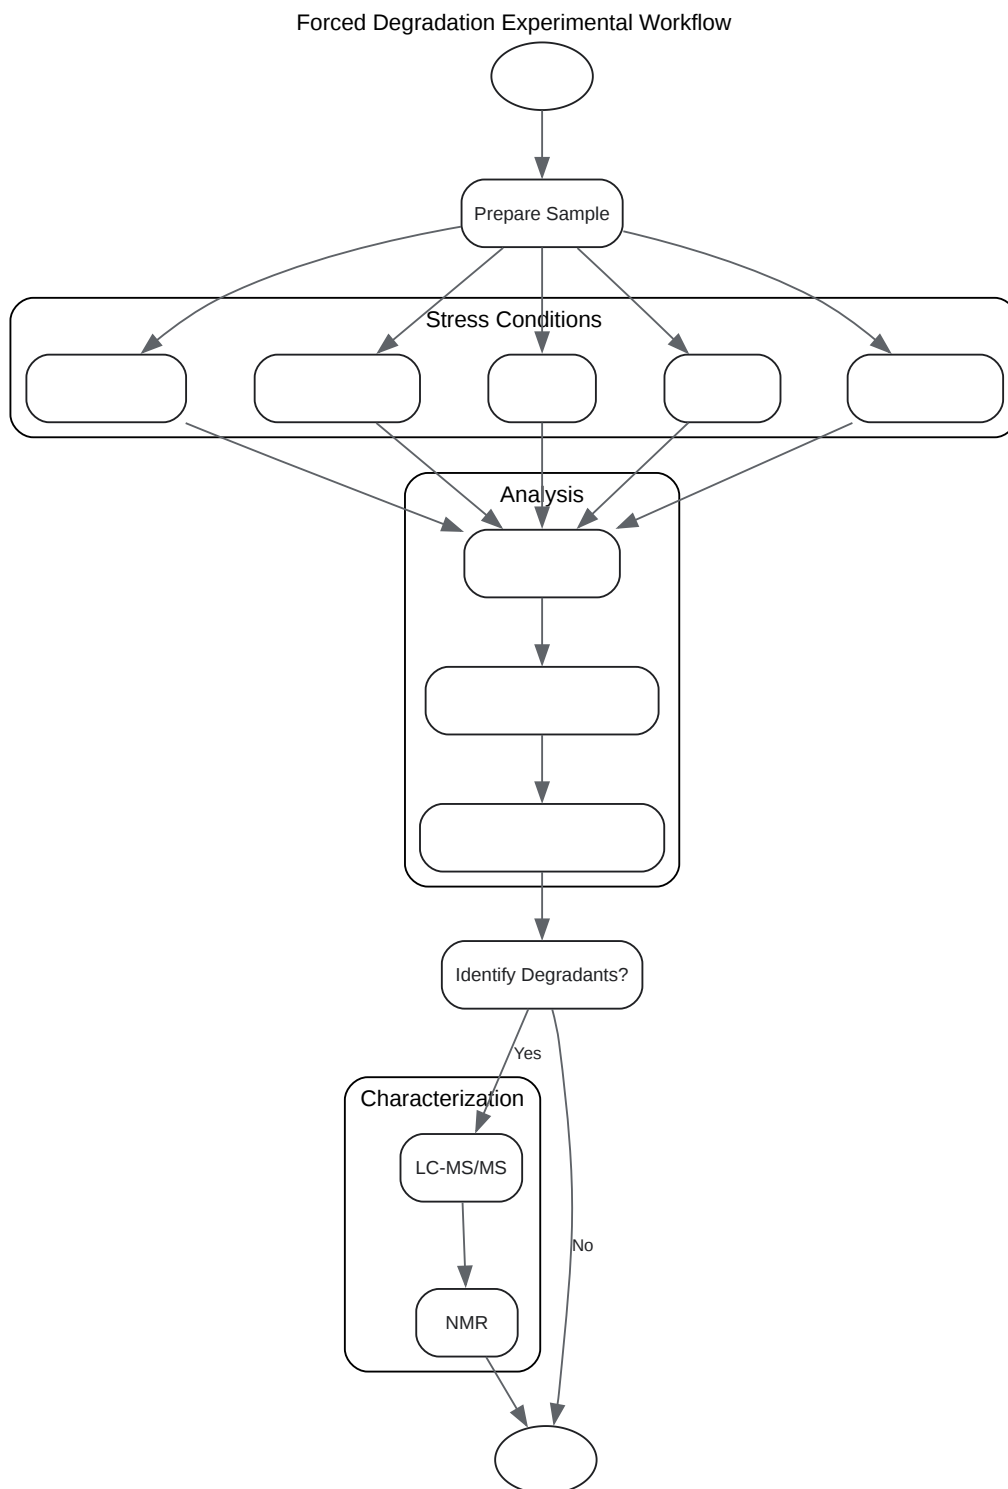 Forced Degradation Experimental Workflow
Prepare Sample
Stress Conditions
Analysis
Identify Degradants?
Yes
Characterization
LC-MS/MS
No
NMR